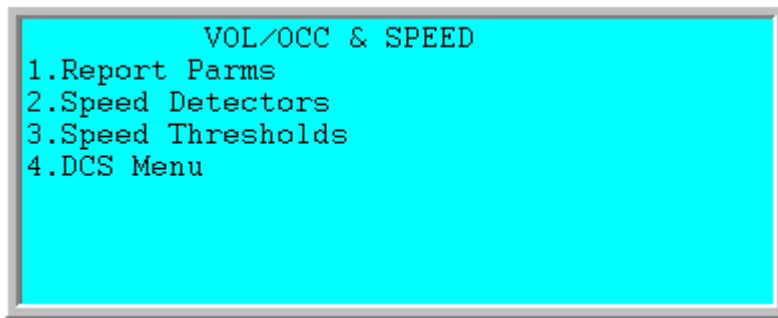 VOL/OCC & SPEED
1.Report Parms
2.Speed Detectors
3.Speed Thresholds
4.DCS Menu